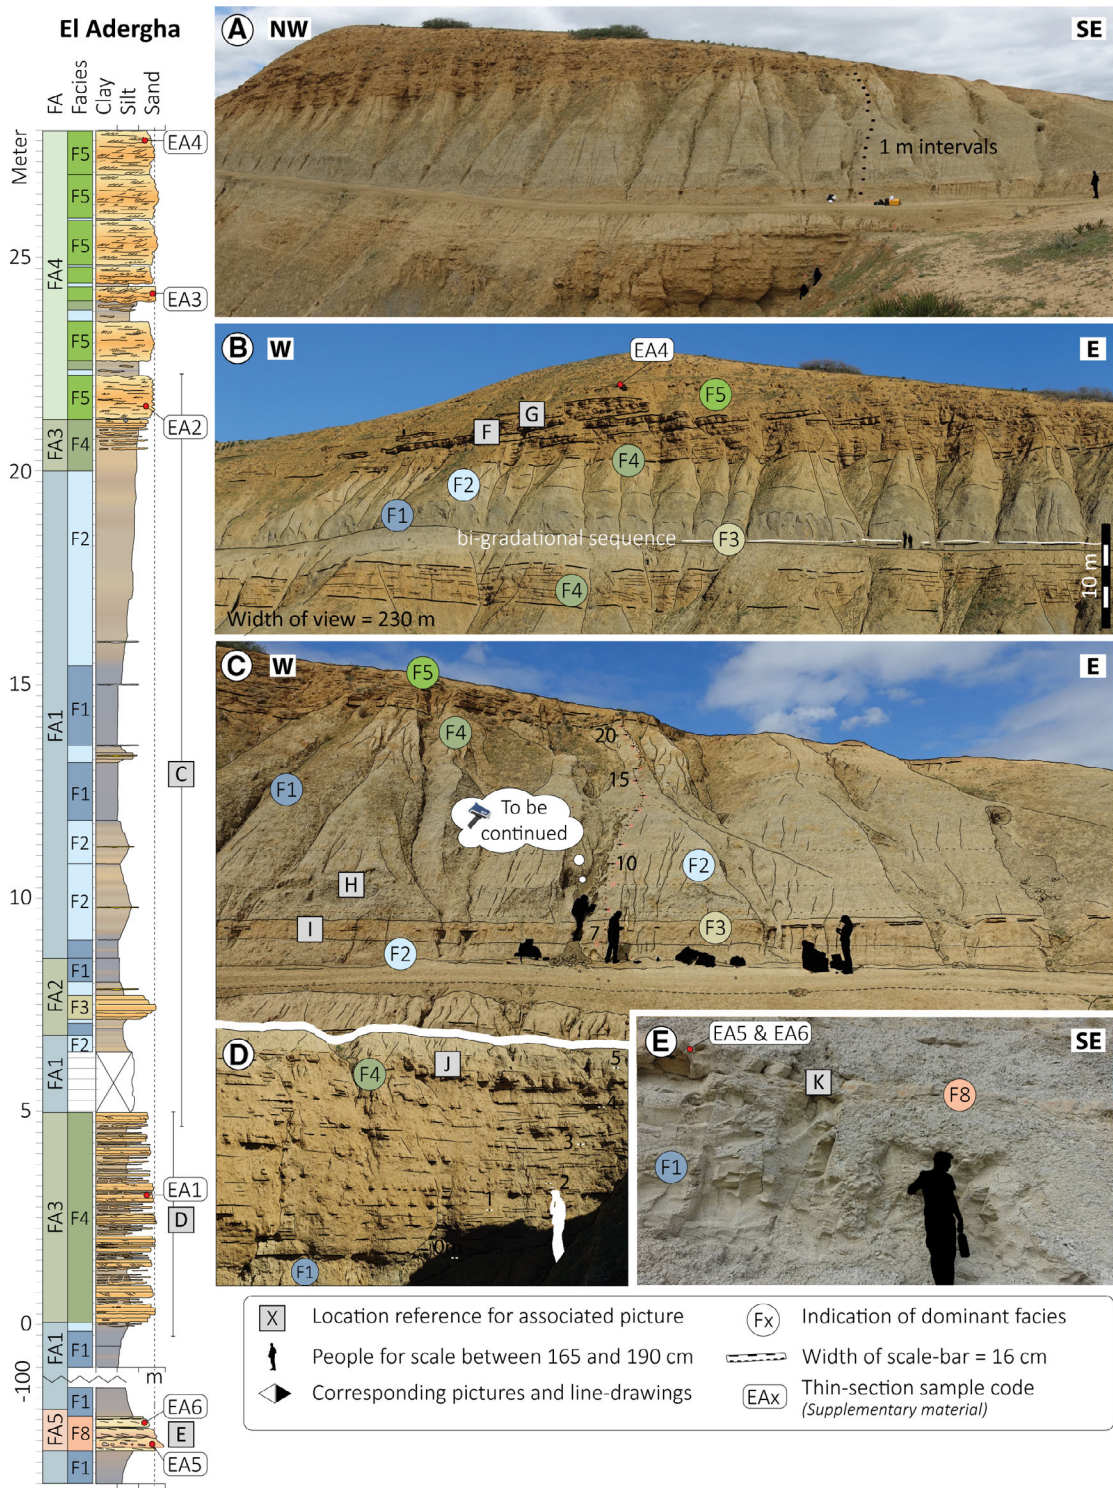 El Adergha
FA
Facies
Clay
Silt
Sand
Meter
25
20
15
10
5
0
-100
m
FA4
FA3
FA1
FA2
FA1
FA3
FA1
FA5
F5
F5
F5
F5
F5
F4
F2
F1
F1
F2
F2
F1
F3
F2
F4
F1
F1
F8
F1
EA4
EA3
EA2
C
EA1
D
EA6
E
EA5
A NW
SE
1 m intervals
B W
E
EA4
F5
G
F
F4
F2
F1
bi-gradational sequence
F3
F4
10 m
Width of view = 230 m
C W
E
F5
F4
20
15
F1
To be
continued
10
F2
H
I
7
F3
F2
D
J
5
F4
4
3
2
1
0
F1
E
EA5 & EA6
SE
K
F8
F1
X Location reference for associated picture
People for scale between 165 and 190 cm
Corresponding pictures and line-drawings
Fx Indication of dominant facies
Width of scale-bar = 16 cm
EAx Thin-section sample code
(Supplementary material)